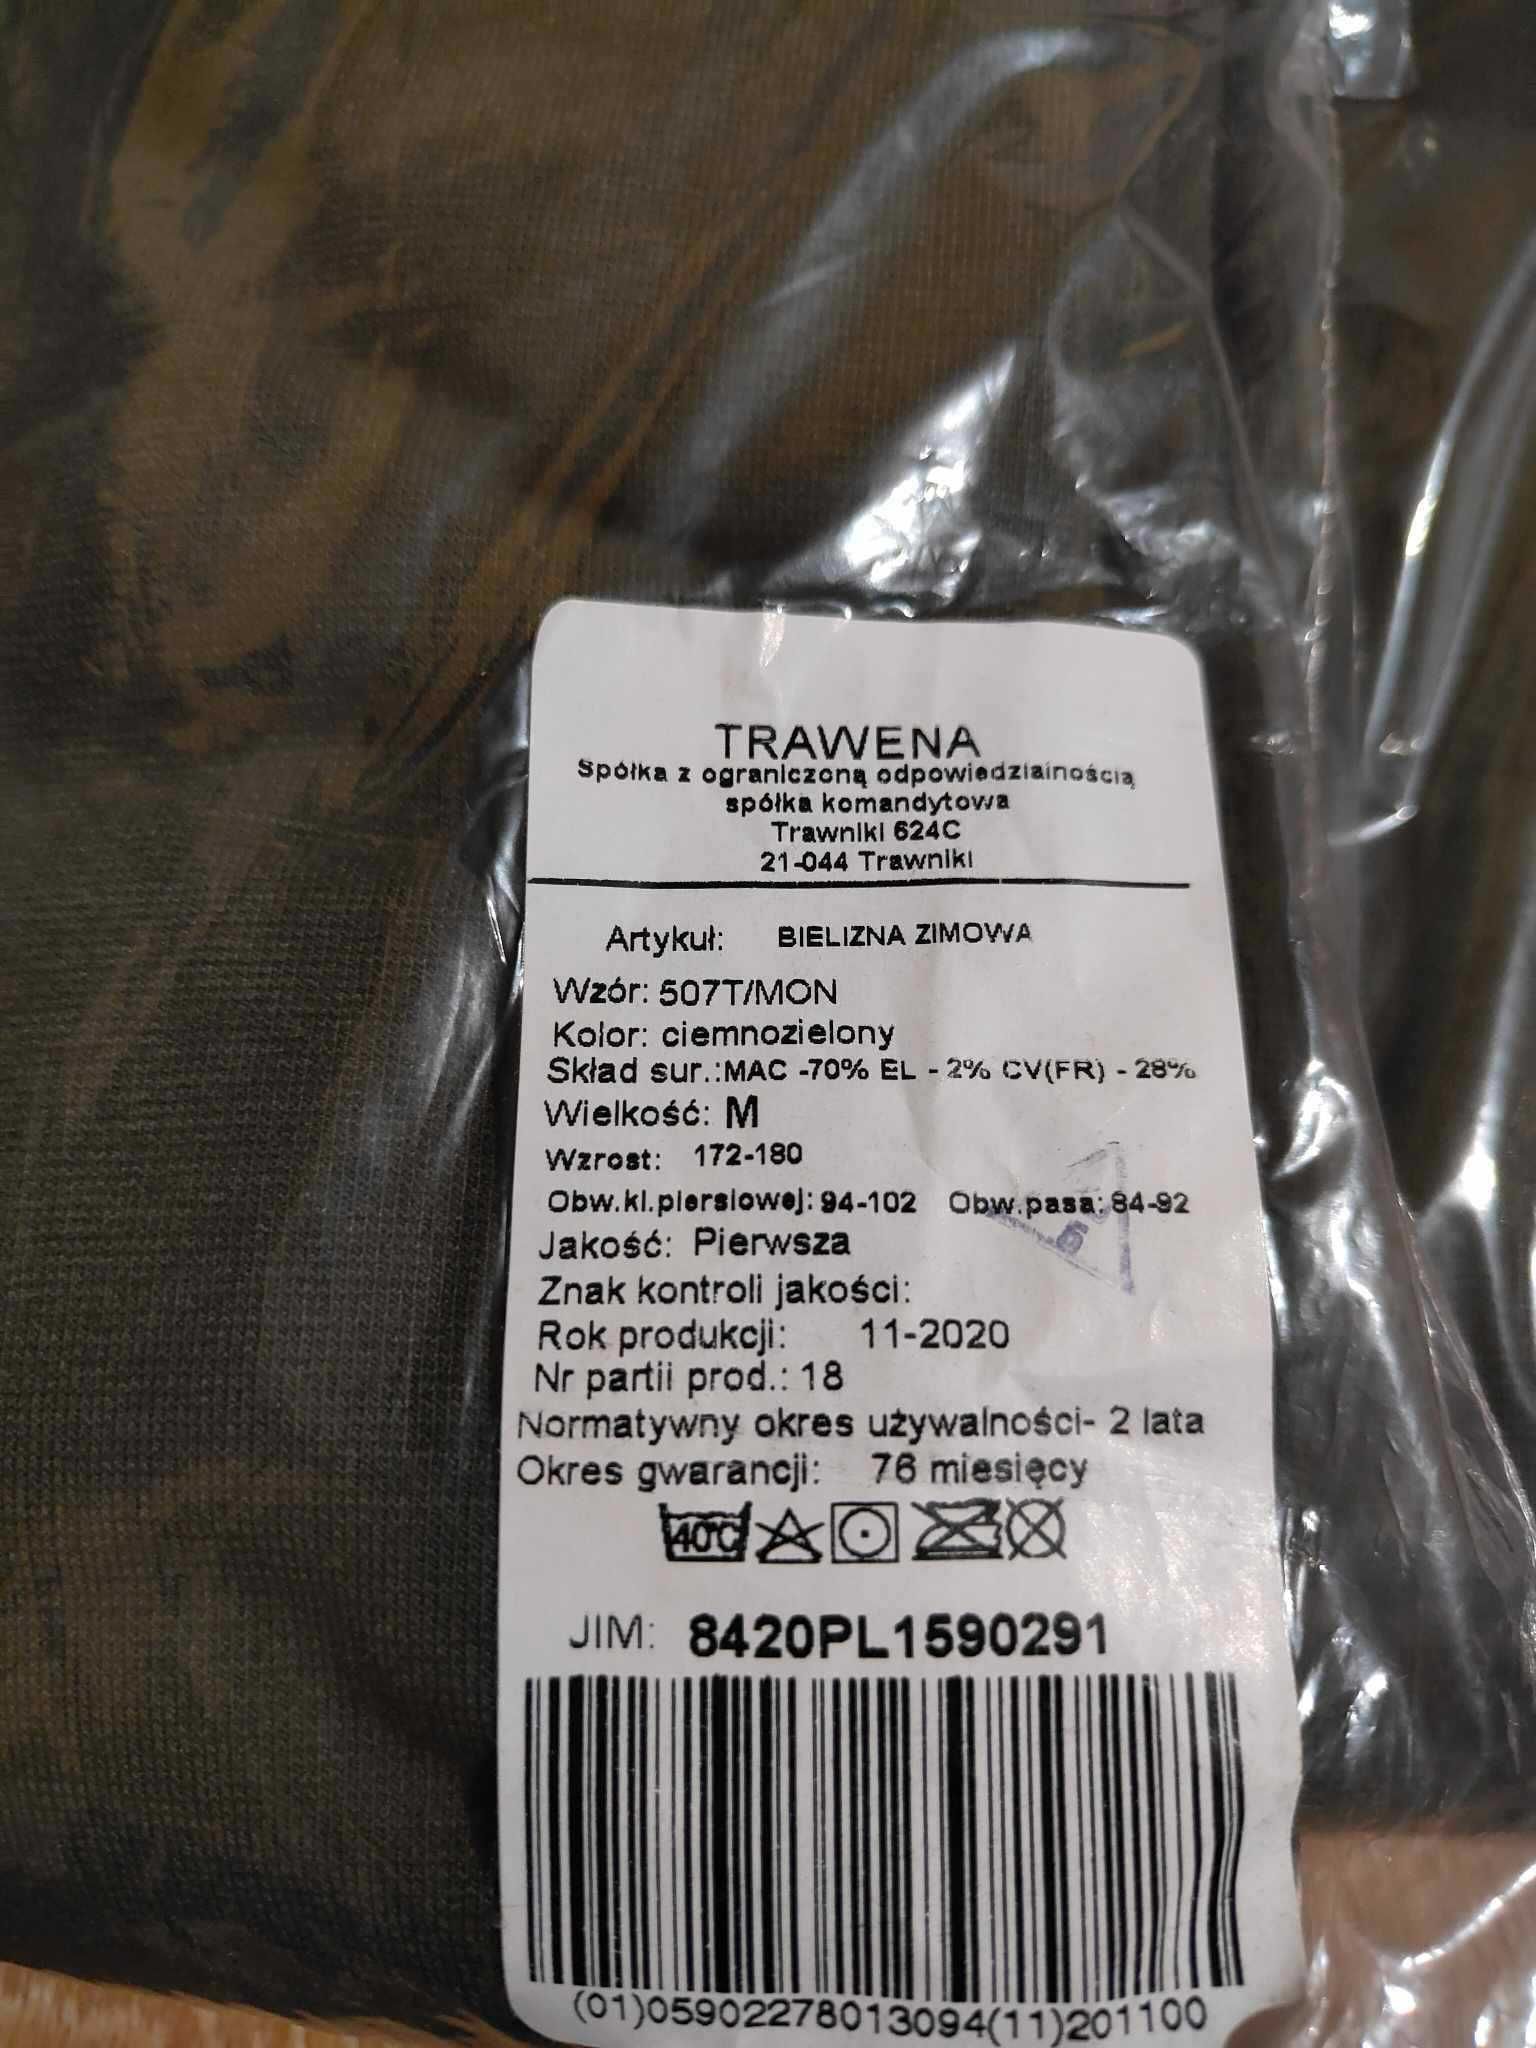 TRAWENA
Spółka z ograniczoną odpowiedzialnością
spółka komandytowa
Trawniki 624C
21-044 Trawniki
Artykuł: BIELIZNA ZIMOWA
Wzór: 507T/MON
Kolor: ciemnozielony
Skład sur.:MAC -70% EL - 2% CV(FR) - 28%
Wielkość: M
Wzrost: 172-180
Obw.kl.piersiowej: 94-102 Obw.pasa: 84-92
Jakość: Pierwsza
Znak kontroli jakości:
Rok produkcji: 11-2020
Nr partii prod.: 18
Normatywny okres używalności- 2 lata
Okres gwarancji: 76 miesięcy
40°C
JIM: 8420PL1590291
(01)05902278013094(11)201100